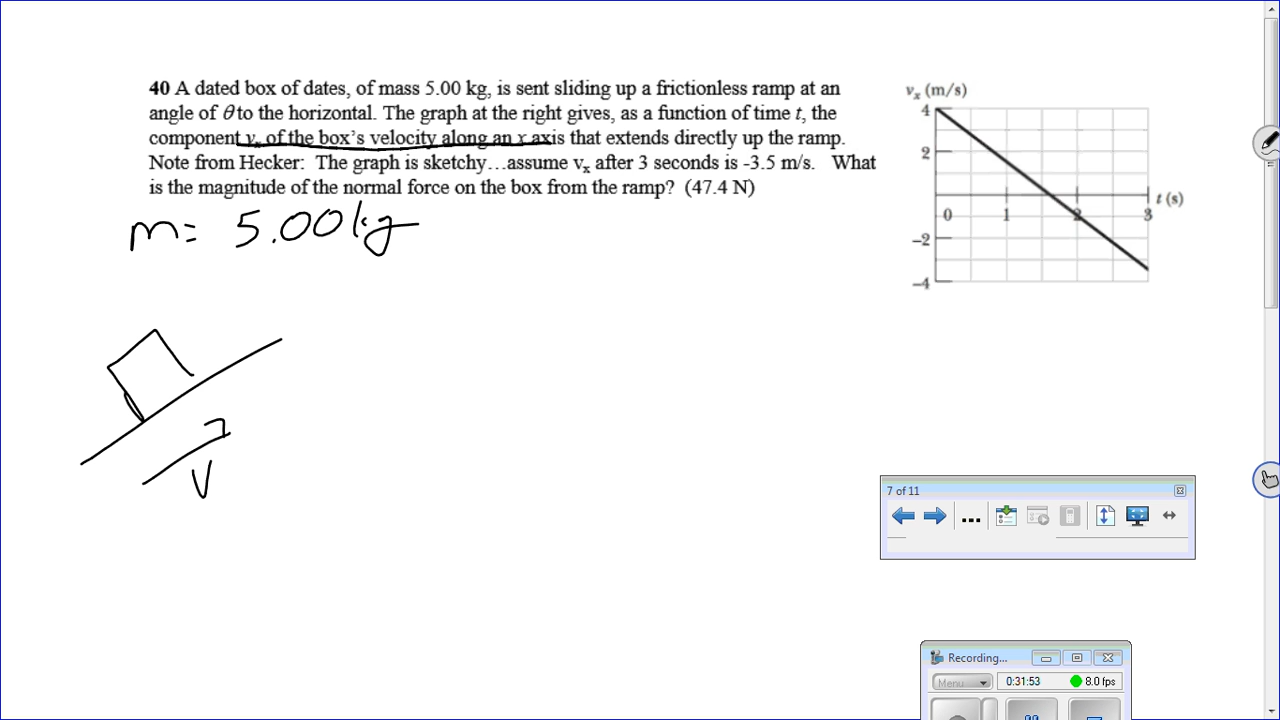 40 A dated box of dates, of mass 5.00 kg, is sent sliding up a frictionless ramp at an
angle of θ to the horizontal. The graph at the right gives, as a function of time t, the
component vx of the box's velocity along an x axis that extends directly up the ramp.
Note from Hecker: The graph is sketchy…assume vx after 3 seconds is -3.5 m/s. What
is the magnitude of the normal force on the box from the ramp? (47.4 N)
vx (m/s)
4
2
t (s)
0 1 2 3
-2
-4
m= 5.00kg
V
7 of 11
...
Recording...
Menu 0:31:53 8.0 fps